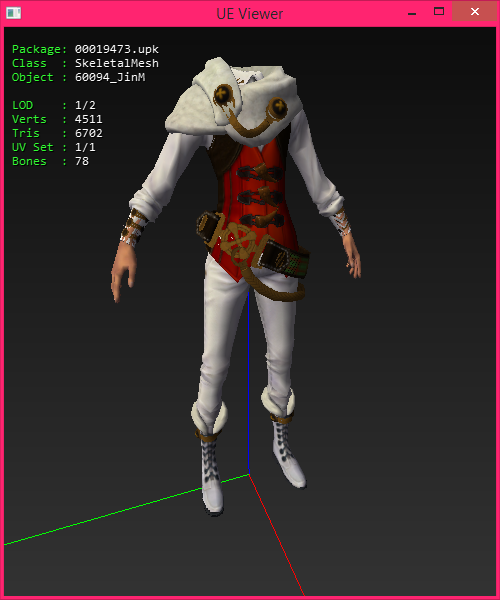 UE Viewer
Package: 00019473.upk
Class  : SkeletalMesh
Object : 60094_JinM
LOD    : 1/2
Verts  : 4511
Tris   : 6702
UV Set : 1/1
Bones  : 78